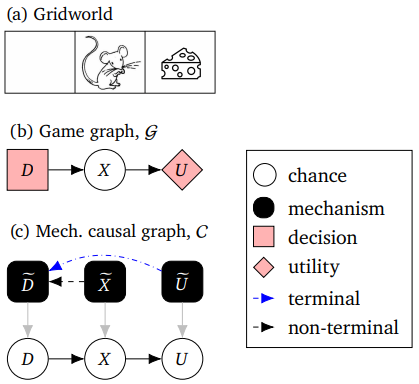 (a) Gridworld
(b) Game graph, 𝒢
D X U
(c) Mech. causal graph, C
D̃ X̃ Ũ
D X U
chance
mechanism
decision
utility
terminal
non-terminal